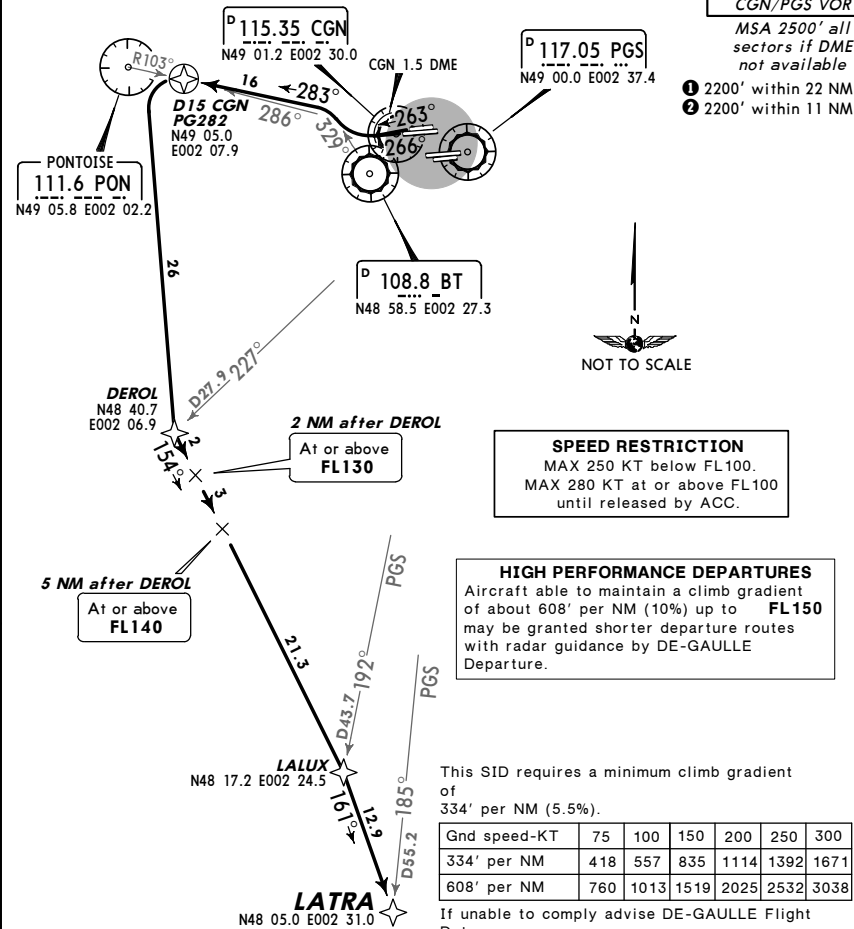 CGN/PGS VOR
MSA 2500' all
sectors if DME
not available
❶ 2200' within 22 NM
❷ 2200' within 11 NM
D 115.35 CGN
N49 01.2 E002 30.0
D 117.05 PGS
N49 00.0 E002 37.4
CGN 1.5 DME
R103°
16
283°
286°
329°
263°
266°
D15 CGN
PG282
N49 05.0
E002 07.9
PONTOISE
111.6 PON
N49 05.8 E002 02.2
D 108.8 BT
N48 58.5 E002 27.3
26
N
NOT TO SCALE
D27.9 227°
DEROL
N48 40.7
E002 06.9
2
154°
2 NM after DEROL
At or above
FL130
3
SPEED RESTRICTION
MAX 250 KT below FL100.
MAX 280 KT at or above FL100
until released by ACC.
5 NM after DEROL
At or above
FL140
HIGH PERFORMANCE DEPARTURES
Aircraft able to maintain a climb gradient
of about 608' per NM (10%) up to FL150
may be granted shorter departure routes
with radar guidance by DE-GAULLE
Departure.
21.3
PGS
D43.7 192°
PGS
D55.2 185°
LALUX
N48 17.2 E002 24.5
161°
12.9
LATRA
N48 05.0 E002 31.0
This SID requires a minimum climb gradient
of
334' per NM (5.5%).
Gnd speed-KT 75 100 150 200 250 300
334' per NM 418 557 835 1114 1392 1671
608' per NM 760 1013 1519 2025 2532 3038
If unable to comply advise DE-GAULLE Flight